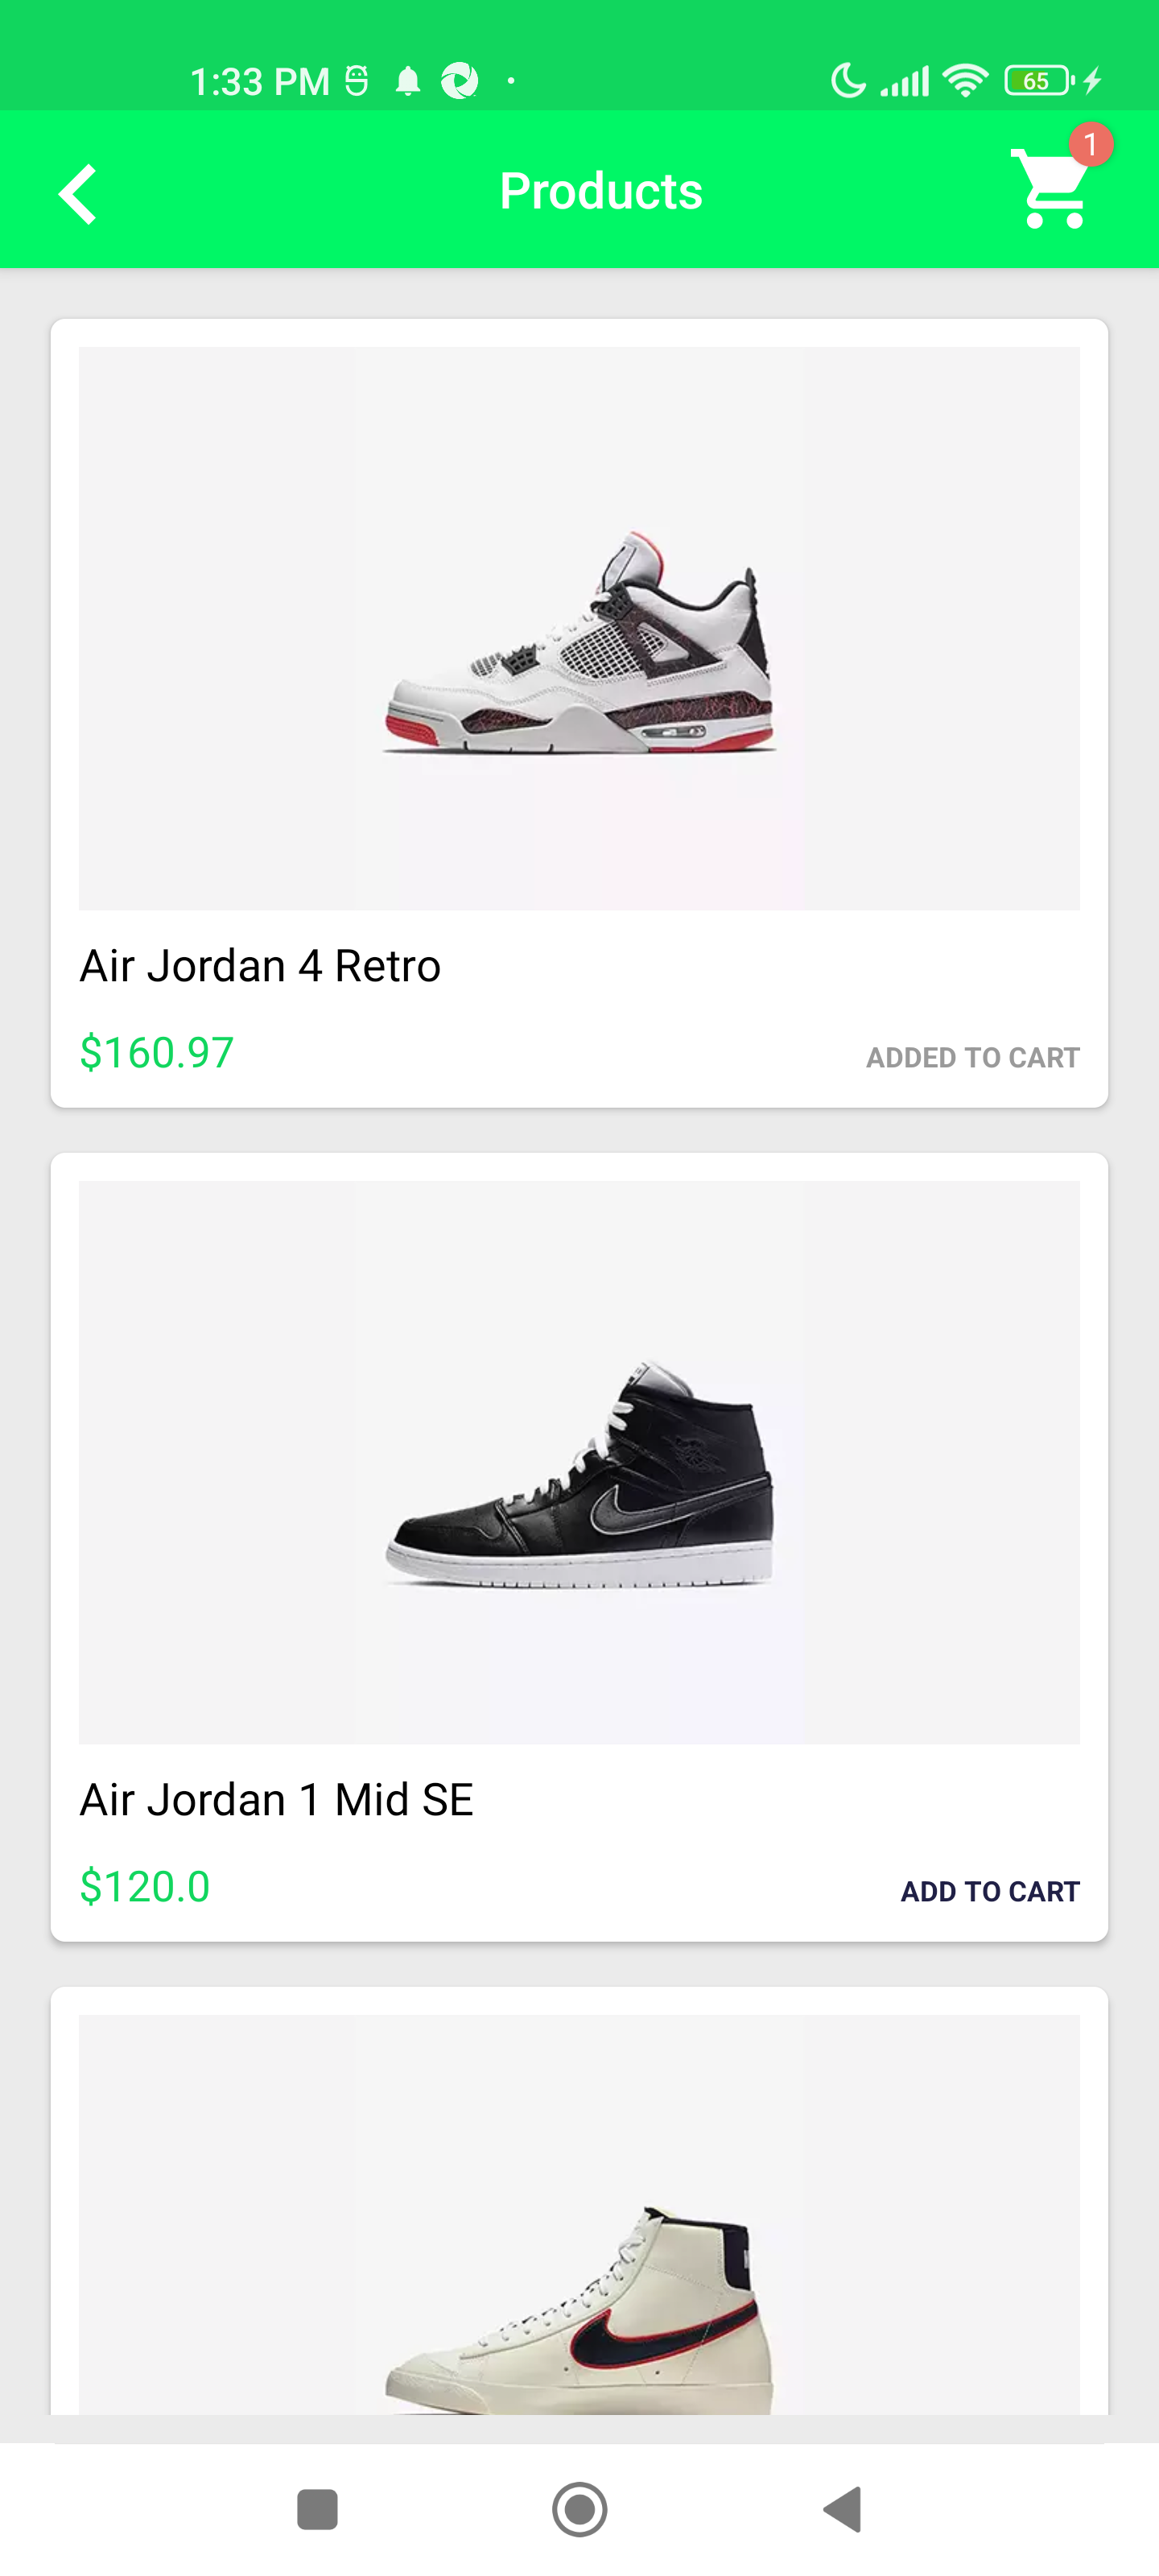 1:33 PM
65
Products
1
Air Jordan 4 Retro
$160.97
ADDED TO CART
Air Jordan 1 Mid SE
$120.0
ADD TO CART